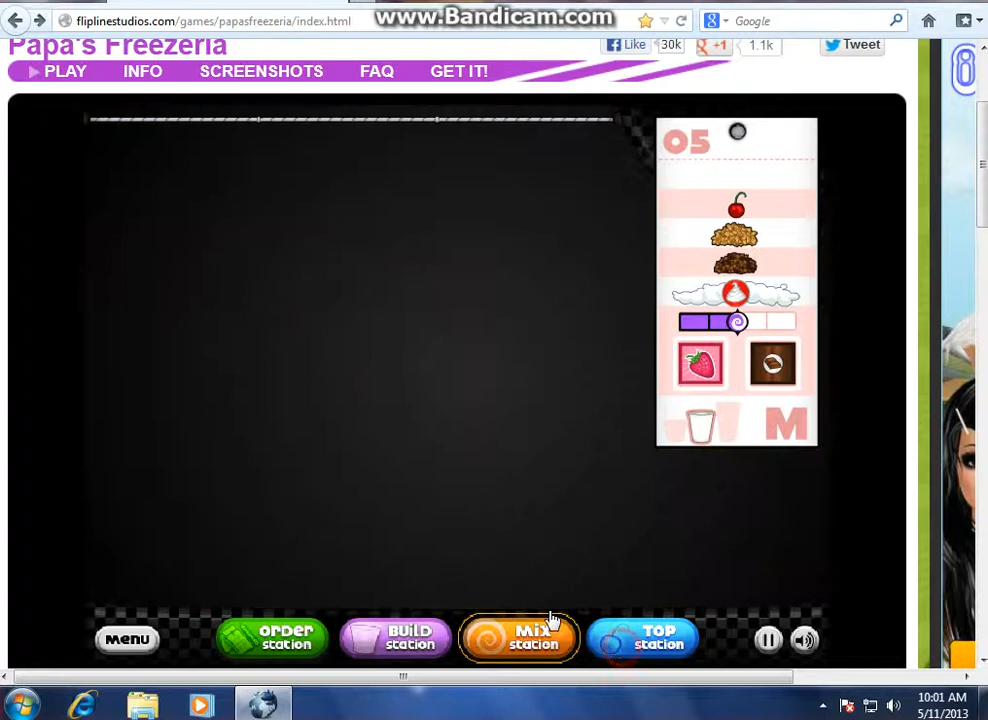 www.Bandicam.com
fliplinestudios.com/games/papasfreezeria/index.html
Google
Papa's Freezeria
Like 30k +1 1.1k Tweet
PLAY INFO SCREENSHOTS FAQ GET IT!
05
M
menu
ORDER station
BUILD station
MIX station
TOP station
10:01 AM
5/11/2013